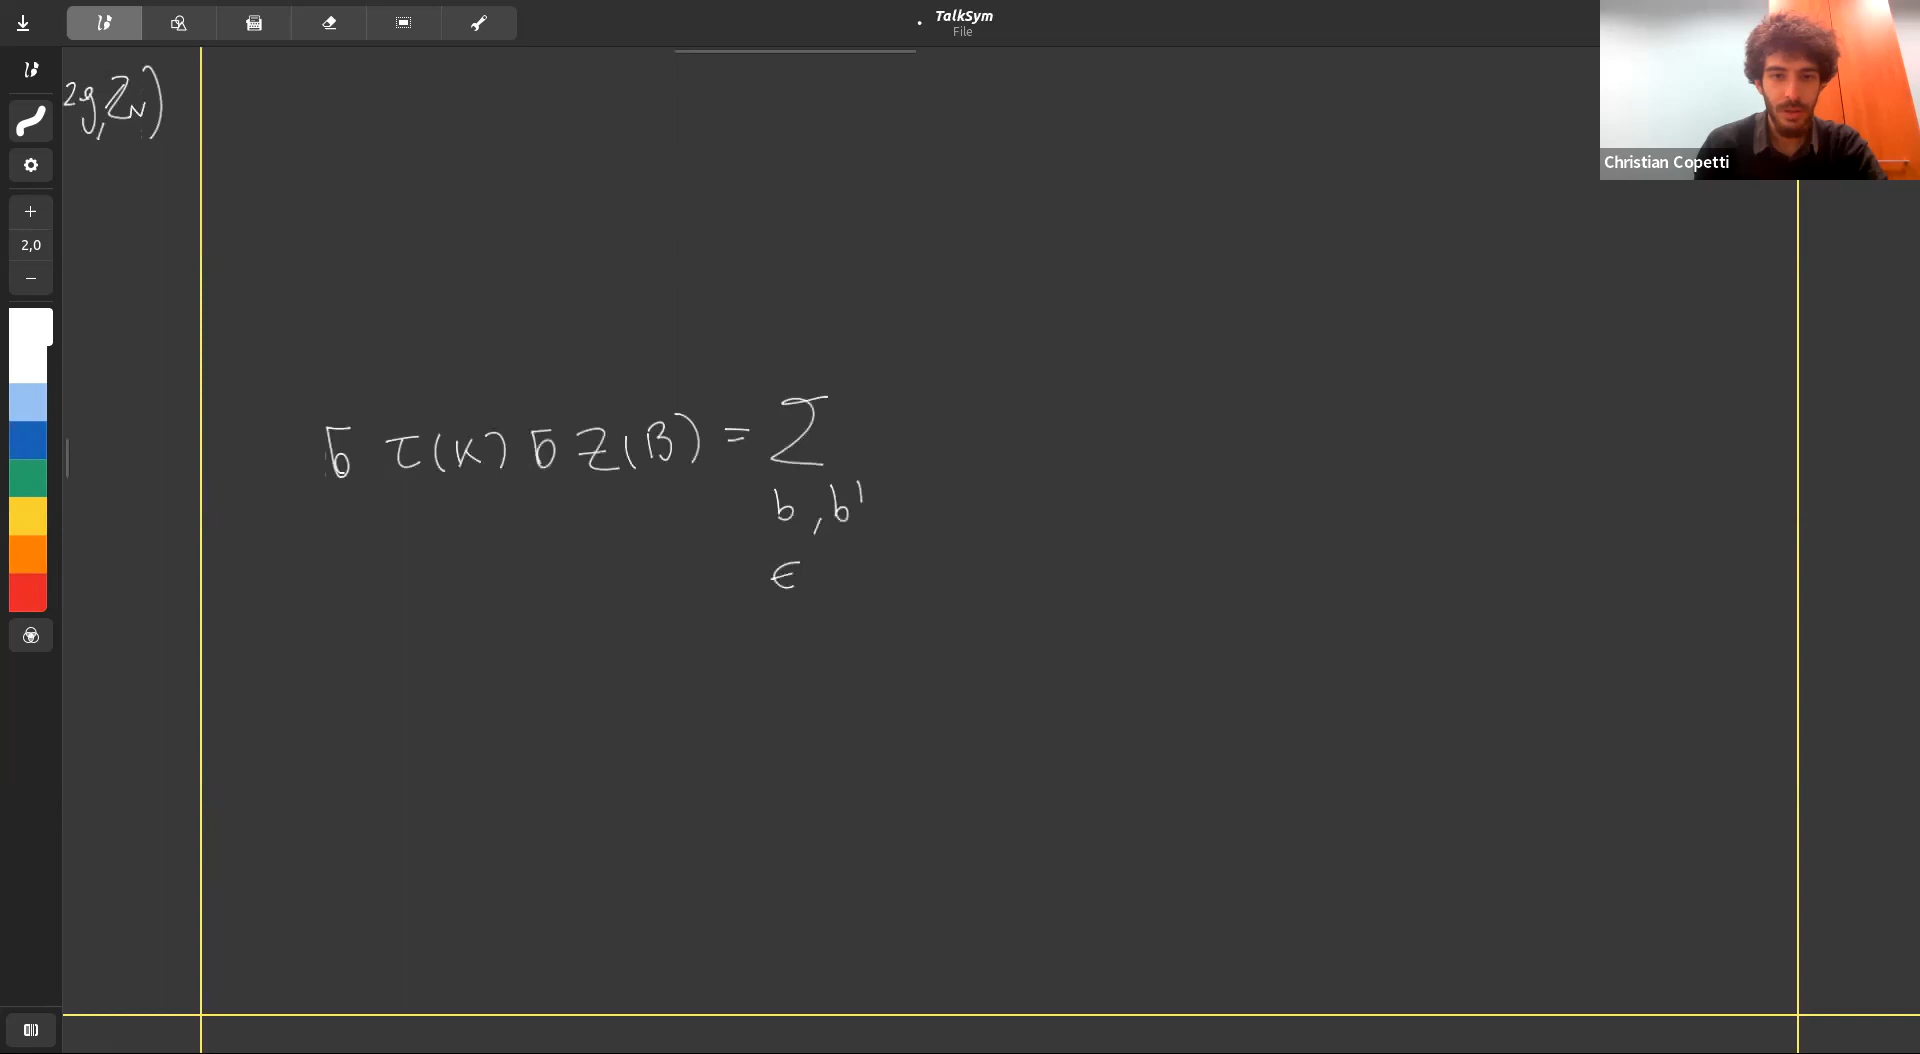 TalkSym
File
Christian Copetti
2g, ℤ_N)
2,0
σ τ(K) σ Z(B) = Σ
b, b'
∈